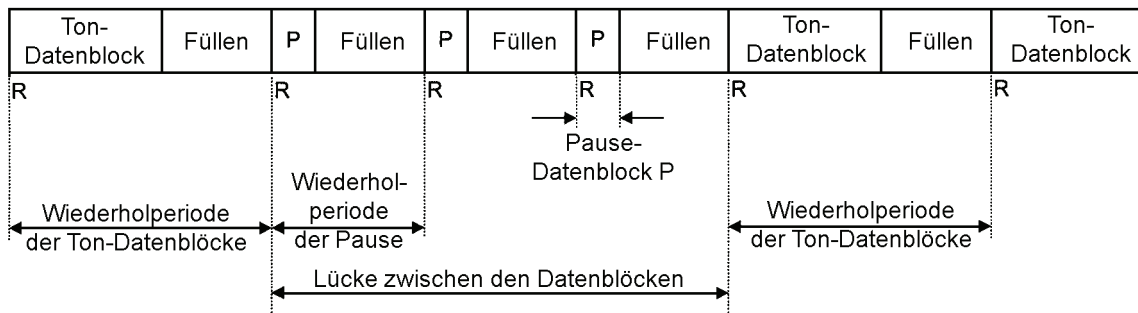 Ton-
Datenblock
Füllen
P
Füllen
P
Füllen
P
Füllen
Ton-
Datenblock
Füllen
Ton-
Datenblock
R
R
R
R
R
R
Pause-
Datenblock P
Wiederholperiode
der Ton-Datenblöcke
Wiederhol-
periode
der Pause
Wiederholperiode
der Ton-Datenblöcke
Lücke zwischen den Datenblöcken